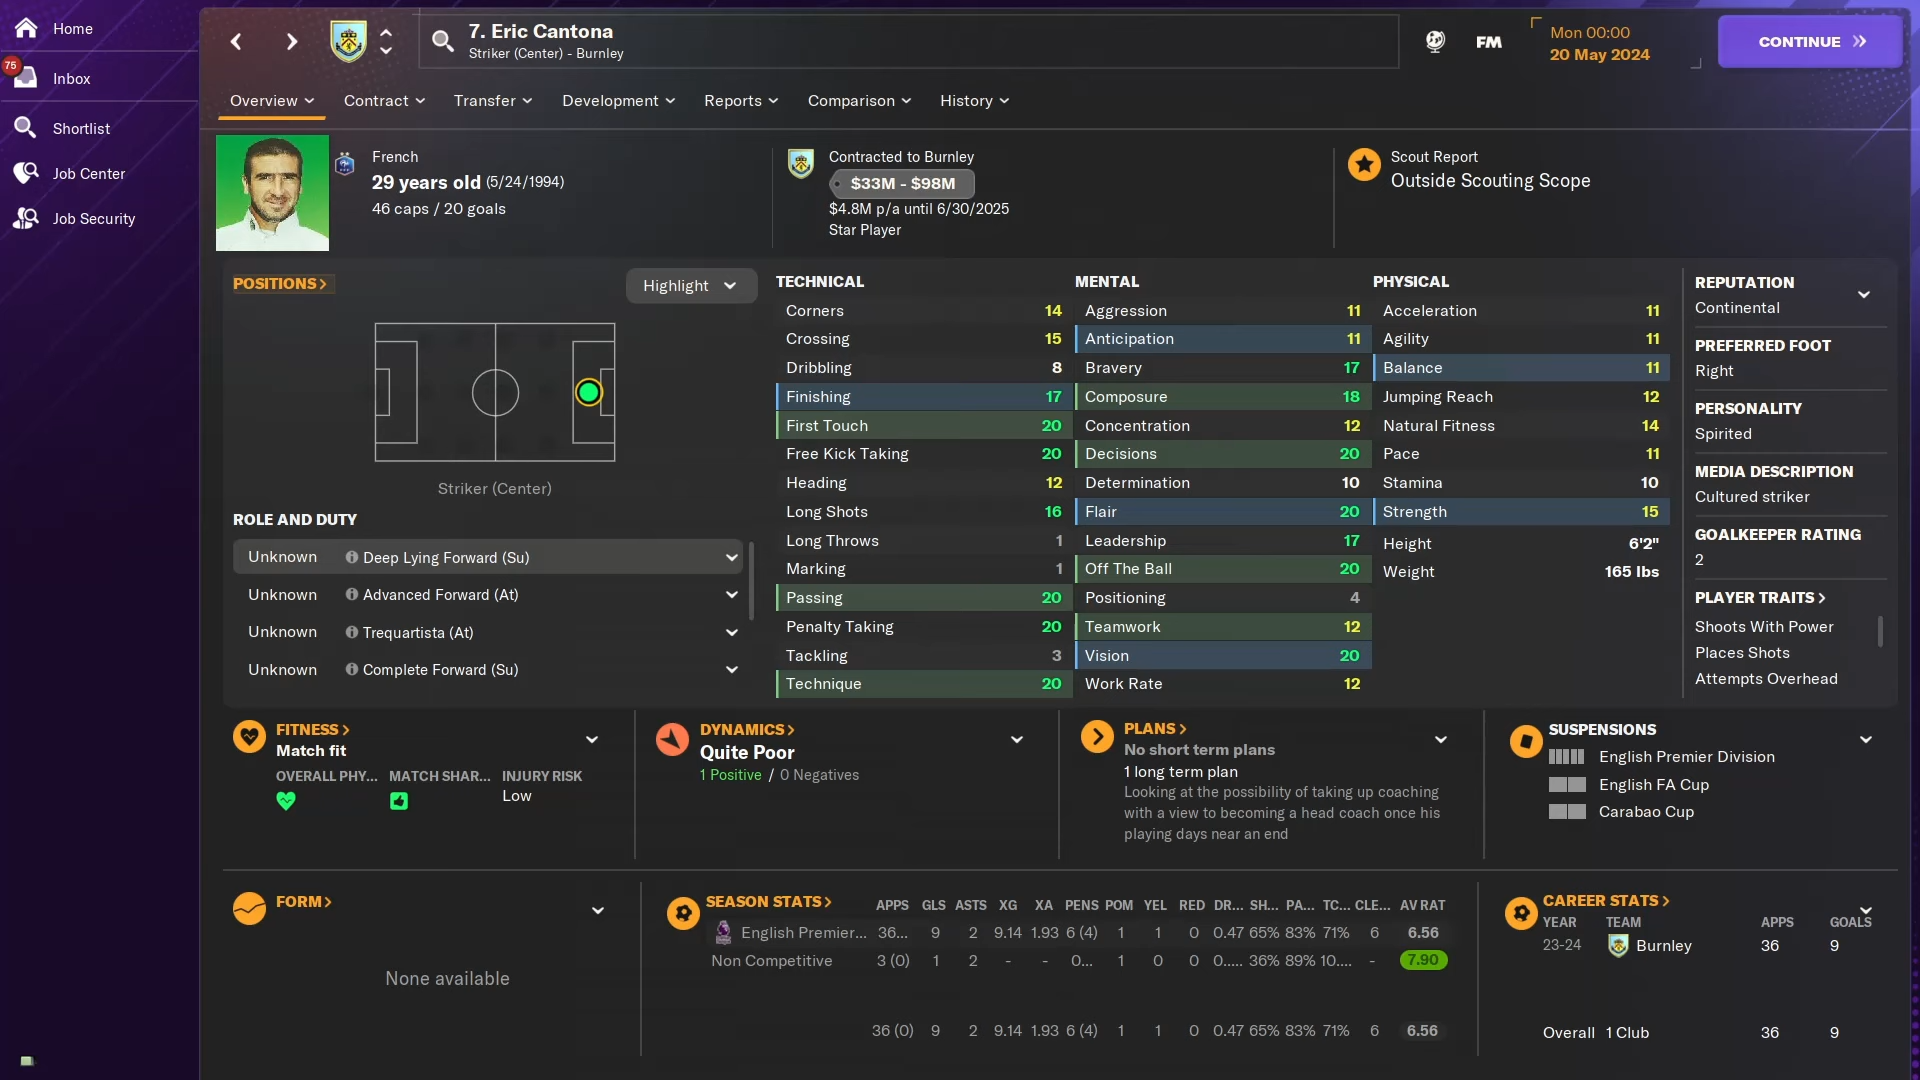 Home
75
Inbox
Shortlist
Job Center
Job Security
7. Eric Cantona
Striker (Center) - Burnley
FM
Mon 00:00
20 May 2024
CONTINUE
Overview
Contract
Transfer
Development
Reports
Comparison
History
French
29 years old (5/24/1994)
46 caps / 20 goals
Contracted to Burnley
$33M - $98M
$4.8M p/a until 6/30/2025
Star Player
Scout Report
Outside Scouting Scope
POSITIONS
Highlight
Striker (Center)
ROLE AND DUTY
Unknown Deep Lying Forward (Su)
Unknown Advanced Forward (At)
Unknown Trequartista (At)
Unknown Complete Forward (Su)
TECHNICAL
Corners 14
Crossing 15
Dribbling 8
Finishing 17
First Touch 20
Free Kick Taking 20
Heading 12
Long Shots 16
Long Throws 1
Marking 1
Passing 20
Penalty Taking 20
Tackling 3
Technique 20
MENTAL
Aggression 11
Anticipation 11
Bravery 17
Composure 18
Concentration 12
Decisions 20
Determination 10
Flair 20
Leadership 17
Off The Ball 20
Positioning 4
Teamwork 12
Vision 20
Work Rate 12
PHYSICAL
Acceleration 11
Agility 11
Balance 11
Jumping Reach 12
Natural Fitness 14
Pace 11
Stamina 10
Strength 15
Height 6'2"
Weight 165 lbs
REPUTATION
Continental
PREFERRED FOOT
Right
PERSONALITY
Spirited
MEDIA DESCRIPTION
Cultured striker
GOALKEEPER RATING
2
PLAYER TRAITS
Shoots With Power
Places Shots
Attempts Overhead
FITNESS
Match fit
OVERALL PHY... MATCH SHAR... INJURY RISK
Low
DYNAMICS
Quite Poor
1 Positive / 0 Negatives
PLANS
No short term plans
1 long term plan
Looking at the possibility of taking up coaching
with a view to becoming a head coach once his
playing days near an end
SUSPENSIONS
English Premier Division
English FA Cup
Carabao Cup
FORM
None available
SEASON STATS APPS GLS ASTS XG XA PENS POM YEL RED DR... SH... PA... TC... CLE... AV RAT
English Premier... 36... 9 2 9.14 1.93 6 (4) 1 1 0 0.47 65% 83% 71% 6 6.56
Non Competitive 3 (0) 1 2 - - 0... 1 0 0 0..... 36% 89% 10.... - 7.90
36 (0) 9 2 9.14 1.93 6 (4) 1 1 0 0.47 65% 83% 71% 6 6.56
CAREER STATS
YEAR TEAM APPS GOALS
23-24 Burnley 36 9
Overall 1 Club 36 9